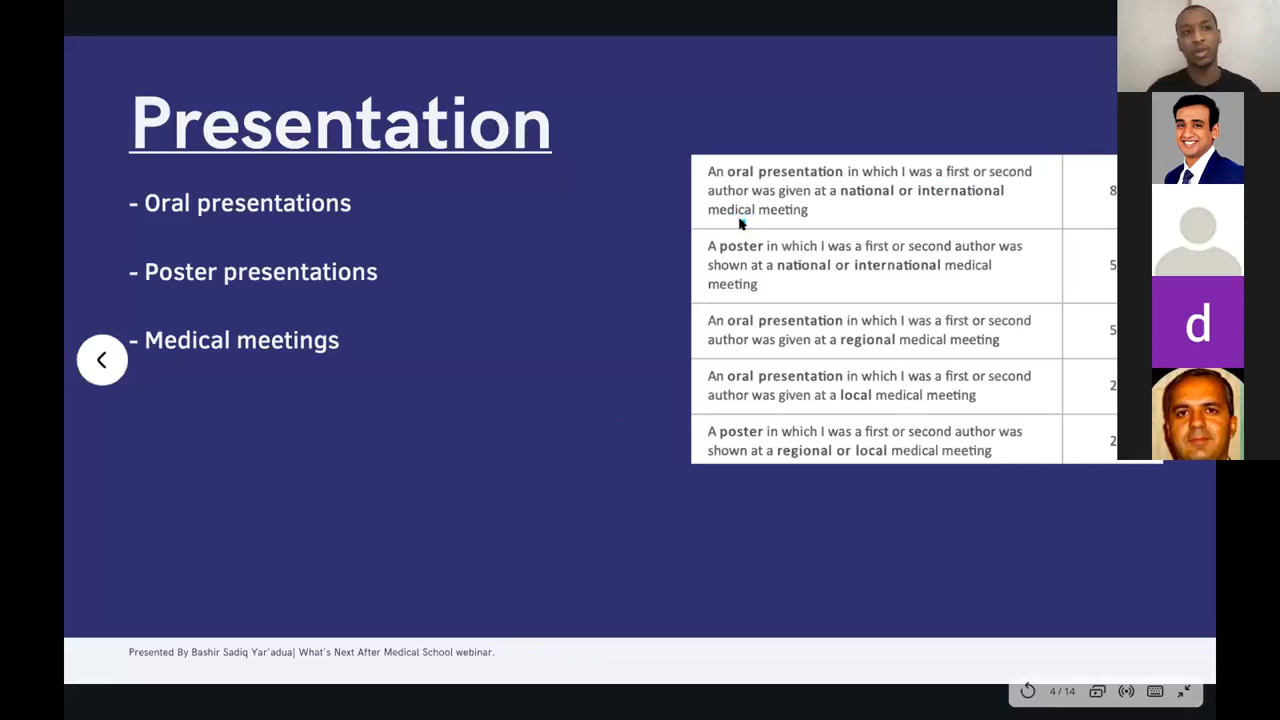 Presentation
- Oral presentations
- Poster presentations
- Medical meetings
An oral presentation in which I was a first or second
author was given at a national or international
medical meeting
8
A poster in which I was a first or second author was
shown at a national or international medical
meeting
5
An oral presentation in which I was a first or second
author was given at a regional medical meeting
5
An oral presentation in which I was a first or second
author was given at a local medical meeting
2
A poster in which I was a first or second author was
shown at a regional or local medical meeting
2
d
Presented By Bashir Sadiq Yar'adua| What's Next After Medical School webinar.
4 / 14